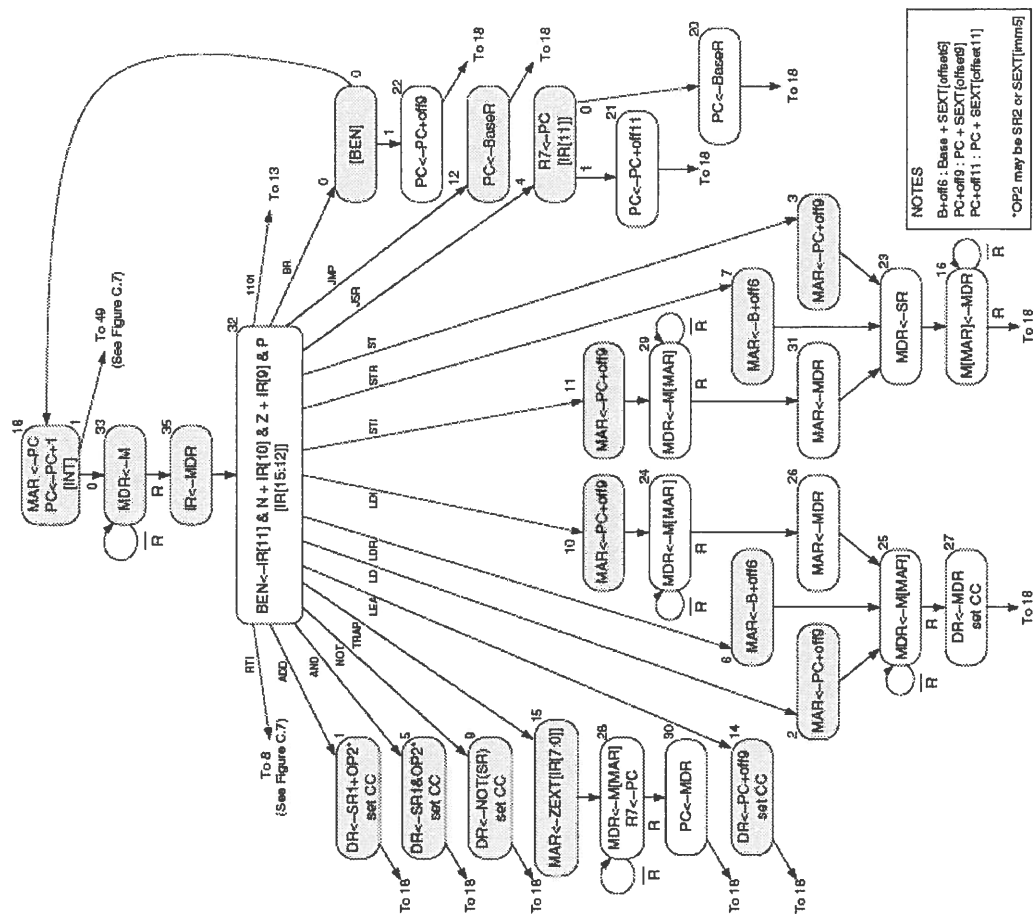 18
MAR <-PC
PC<-PC+1
[INT]
0
1
To 49
(See Figure C.7)
33
MDR<-M
R
R
35
IR<-MDR
32
BEN<-IR[11] & N + IR[10] & Z + IR[9] & P
[IR[15:12]]
RTI
To 8
(See Figure C.7)
ADD
AND
NOT
TRAP
LEA
LD
LDR
LDI
STI
STR
ST
JSR
JMP
BR
1101
To 13
1
DR<-SR1+OP2*
set CC
To 18
5
DR<-SR1&OP2*
set CC
To 18
9
DR<-NOT(SR)
set CC
To 18
15
MAR<-ZEXT[IR[7:0]]
28
MDR<-M[MAR]
R7<-PC
R
R
30
PC<-MDR
To 18
14
DR<-PC+off9
set CC
To 18
2
MAR<-PC+off9
6
MAR<-B+off6
10
MAR<-PC+off9
24
MDR<-M[MAR]
R
R
26
MAR<-MDR
25
MDR<-M[MAR]
R
R
27
DR<-MDR
set CC
To 18
11
MAR<-PC+off9
29
MDR<-M[MAR]
R
R
31
MAR<-MDR
7
MAR<-B+off6
3
MAR<-PC+off9
23
MDR<-SR
16
M[MAR]<-MDR
R
R
To 18
0
[BEN]
0
1
22
PC<-PC+off9
To 18
12
PC<-BaseR
To 18
4
R7<-PC
[IR[11]]
0
1
21
PC<-PC+off11
To 18
20
PC<-BaseR
To 18
NOTES
B+off6 : Base + SEXT[offset6]
PC+off9 : PC + SEXT[offset9]
PC+off11 : PC + SEXT[offset11]
*OP2 may be SR2 or SEXT[imm5]